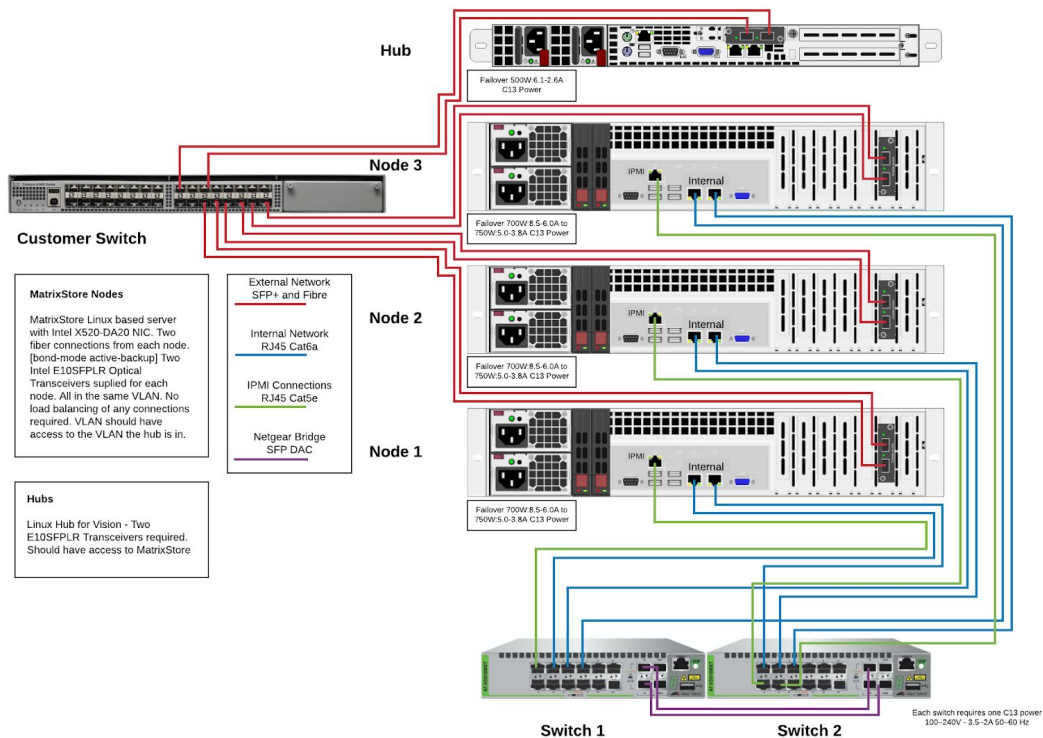 Hub
Failover 500W:6.1-2.6A
C13 Power
Node 3
IPMI
Internal
Failover 700W:8.5-6.0A to
750W:5.0-3.8A C13 Power
Customer Switch
Node 2
IPMI
Internal
Failover 700W:8.5-6.0A to
750W:5.0-3.8A C13 Power
MatrixStore Nodes
MatrixStore Linux based server
with Intel X520-DA20 NIC. Two
fiber connections from each node.
[bond-mode active-backup] Two
Intel E10SFPLR Optical
Transceivers suplied for each
node. All in the same VLAN. No
load balancing of any connections
required. VLAN should have
access to the VLAN the hub is in.
External Network
SFP+ and Fibre
Internal Network
RJ45 Cat6a
IPMI Connections
RJ45 Cat5e
Netgear Bridge
SFP DAC
Node 1
IPMI
Internal
Failover 700W:8.5-6.0A to
750W:5.0-3.8A C13 Power
Hubs
Linux Hub for Vision - Two
E10SFPLR Transceivers required.
Should have access to MatrixStore
Switch 1
Switch 2
Each switch requires one C13 power
100–240V - 3.5–2A 50–60 Hz